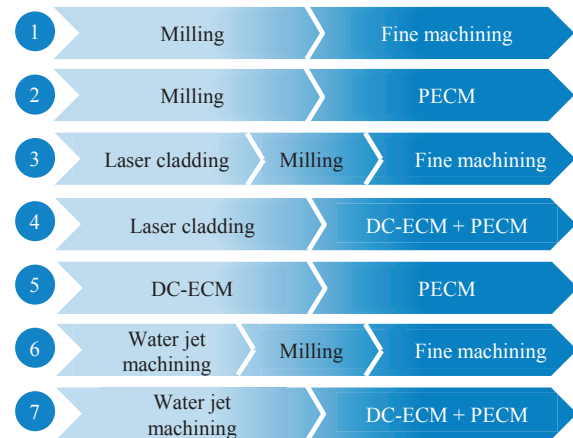 1 Milling Fine machining
2 Milling PECM
3 Laser cladding Milling Fine machining
4 Laser cladding DC-ECM + PECM
5 DC-ECM PECM
6 Water jet
machining Milling Fine machining
7 Water jet
machining DC-ECM + PECM